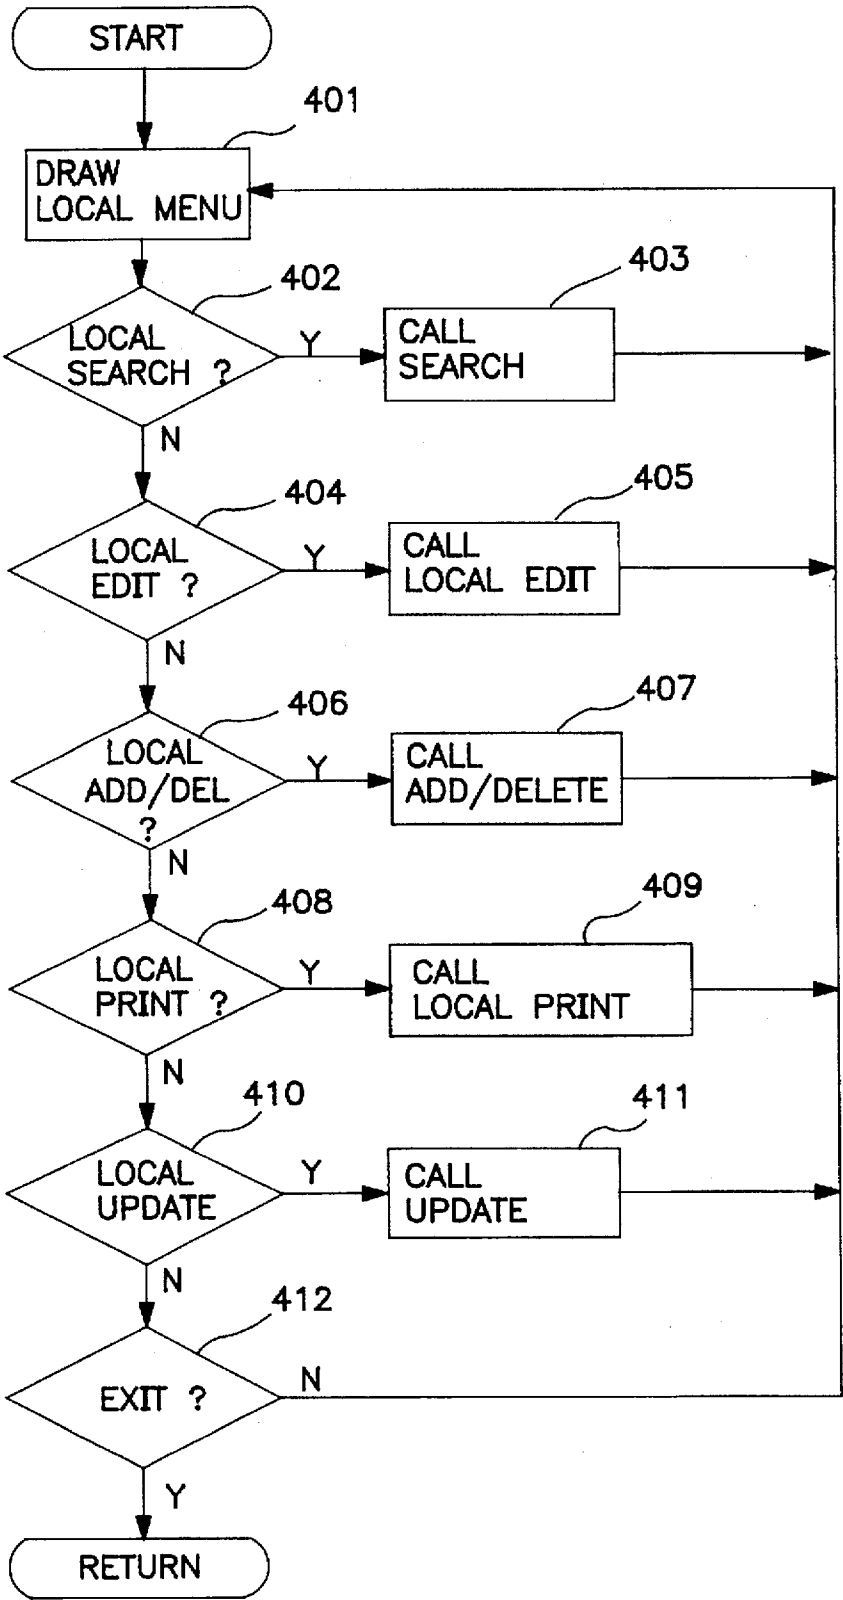 START
401
DRAW
LOCAL MENU
402
403
LOCAL
SEARCH ?
Y
CALL
SEARCH
N
404
405
LOCAL
EDIT ?
Y
CALL
LOCAL EDIT
N
406
407
LOCAL
ADD/DEL
?
Y
CALL
ADD/DELETE
N
408
409
LOCAL
PRINT ?
Y
CALL
LOCAL PRINT
N
410
411
LOCAL
UPDATE
Y
CALL
UPDATE
N
412
EXIT ?
N
Y
RETURN